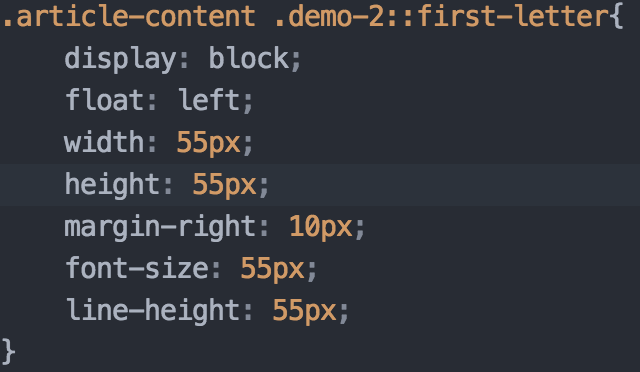 .article-content .demo-2::first-letter{
    display: block;
    float: left;
    width: 55px;
    height: 55px;
    margin-right: 10px;
    font-size: 55px;
    line-height: 55px;
}